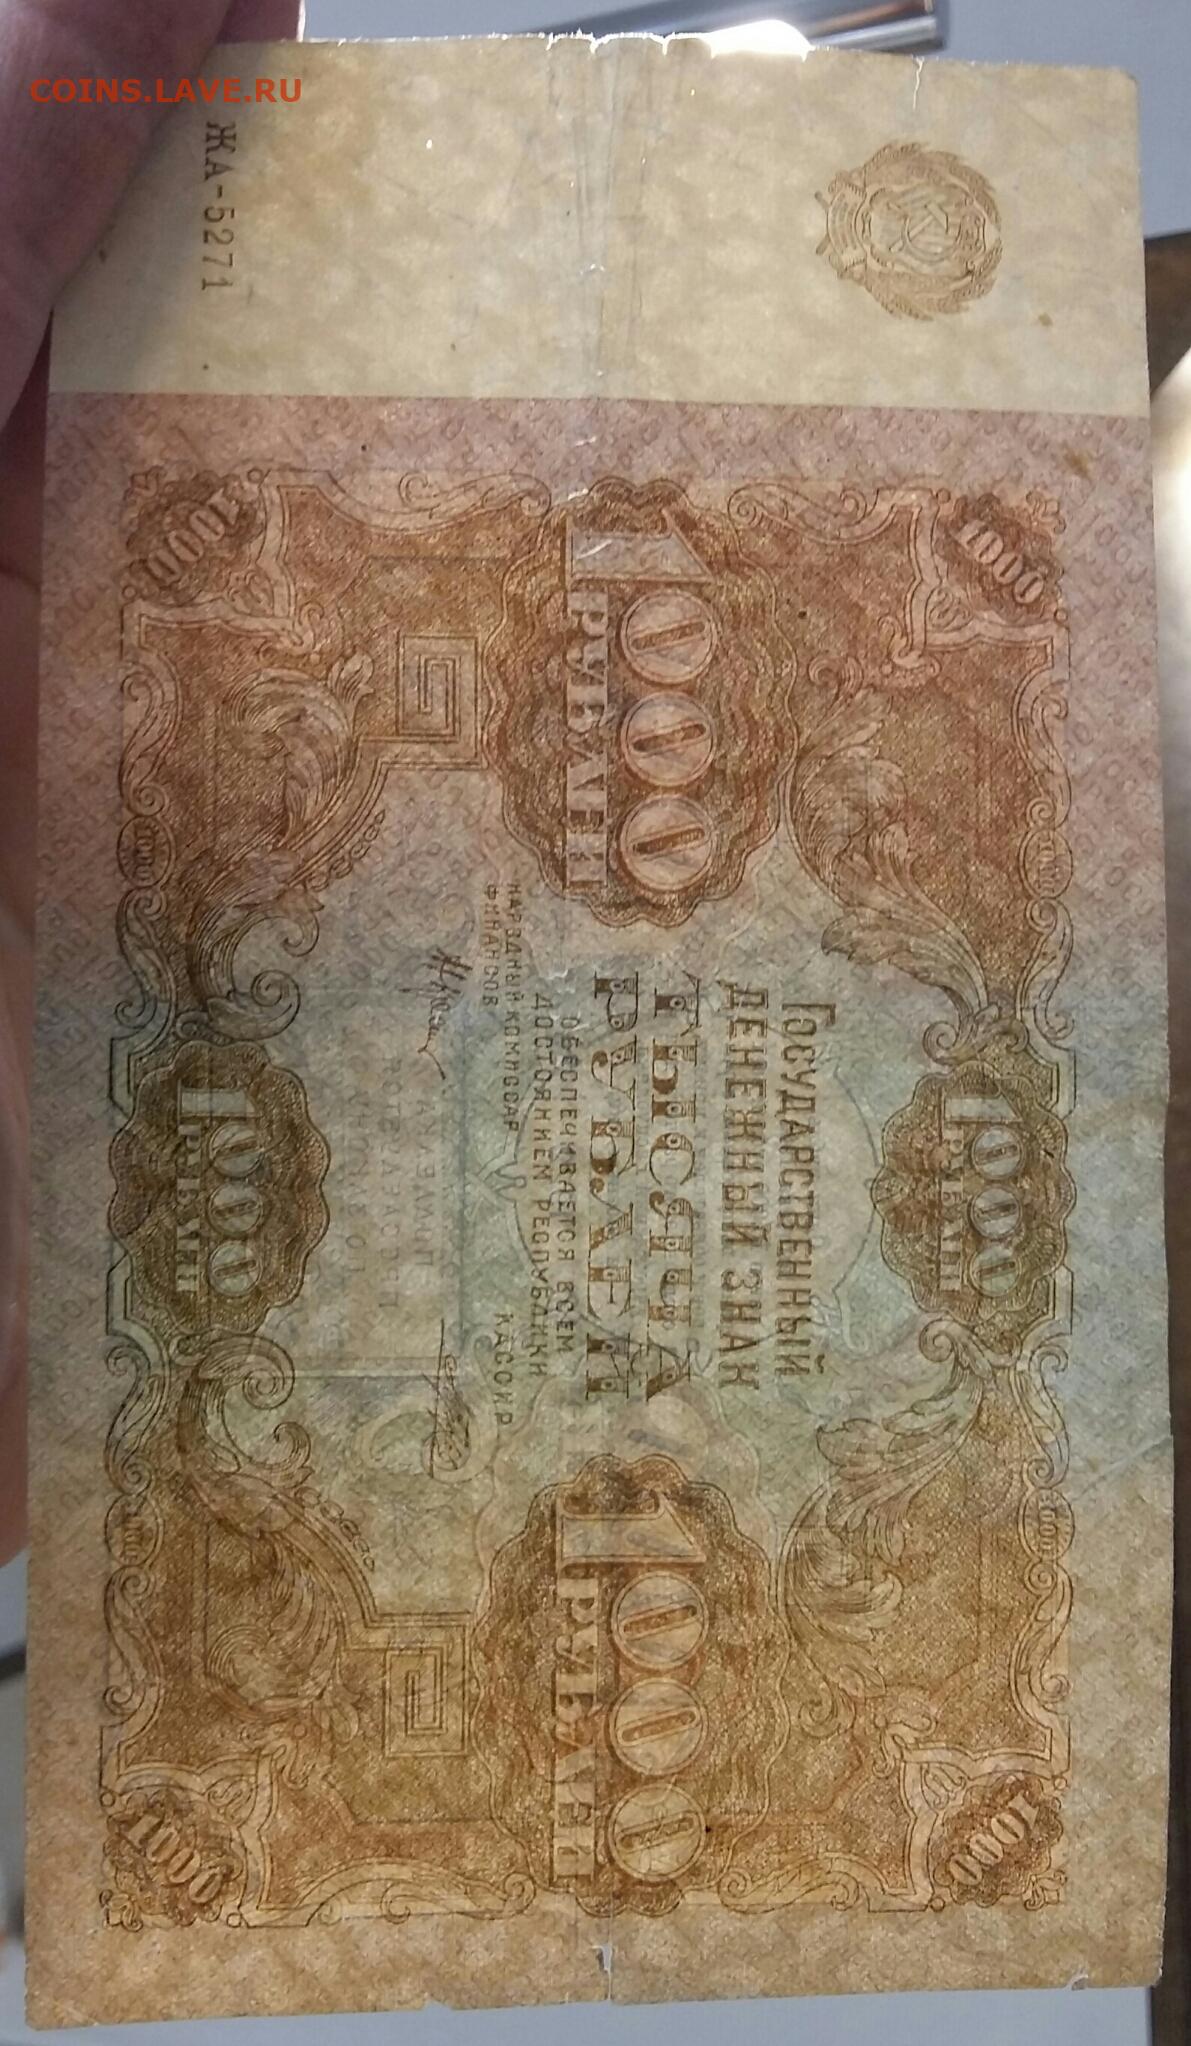 COINS.LAVE.RU
ЖА-5271
1000
1000
1000
РУБЛЕЙ
1000
РУБЛЕЙ
ГОСУДАРСТВЕННЫЙ
ДЕНЕЖНЫЙ ЗНАК
ТЫСЯЧА
РУБЛЕЙ
ОБЕСПЕЧИВАЕТСЯ ВСЕМ
ДОСТОЯНИЕМ РЕСПУБЛИКИ
НАРОДНЫЙ КОМИССАР
ФИНАНСОВ
КАССИР
1000
РУБЛЕЙ
1000
РУБЛЕЙ
1000
1000